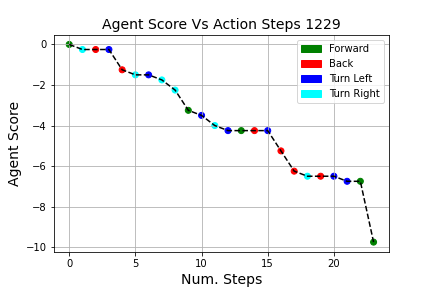 Agent Score Vs Action Steps 1229
Forward
Back
Turn Left
Turn Right
Agent Score
0
−2
−4
−6
−8
−10
0 5 10 15 20
Num. Steps